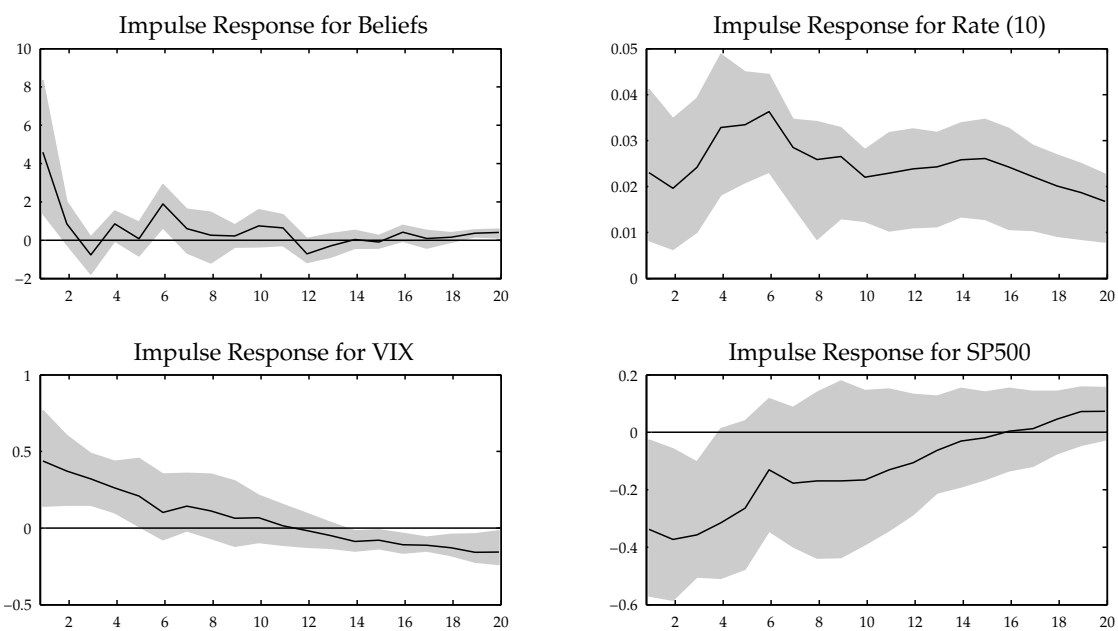 Impulse Response for Beliefs
10
8
6
4
2
0
−2
2 4 6 8 10 12 14 16 18 20
Impulse Response for Rate (10)
0.05
0.04
0.03
0.02
0.01
0
2 4 6 8 10 12 14 16 18 20
Impulse Response for VIX
1
0.5
0
−0.5
2 4 6 8 10 12 14 16 18 20
Impulse Response for SP500
0.2
0
−0.2
−0.4
−0.6
2 4 6 8 10 12 14 16 18 20